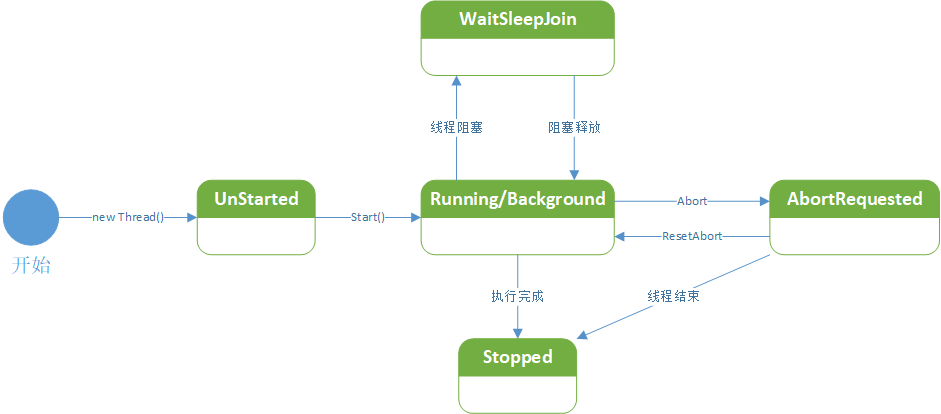 WaitSleepJoin
线程阻塞
阻塞释放
UnStarted
Running/Background
AbortRequested
new Thread()
Start()
Abort
ResetAbort
开始
执行完成
线程结束
Stopped